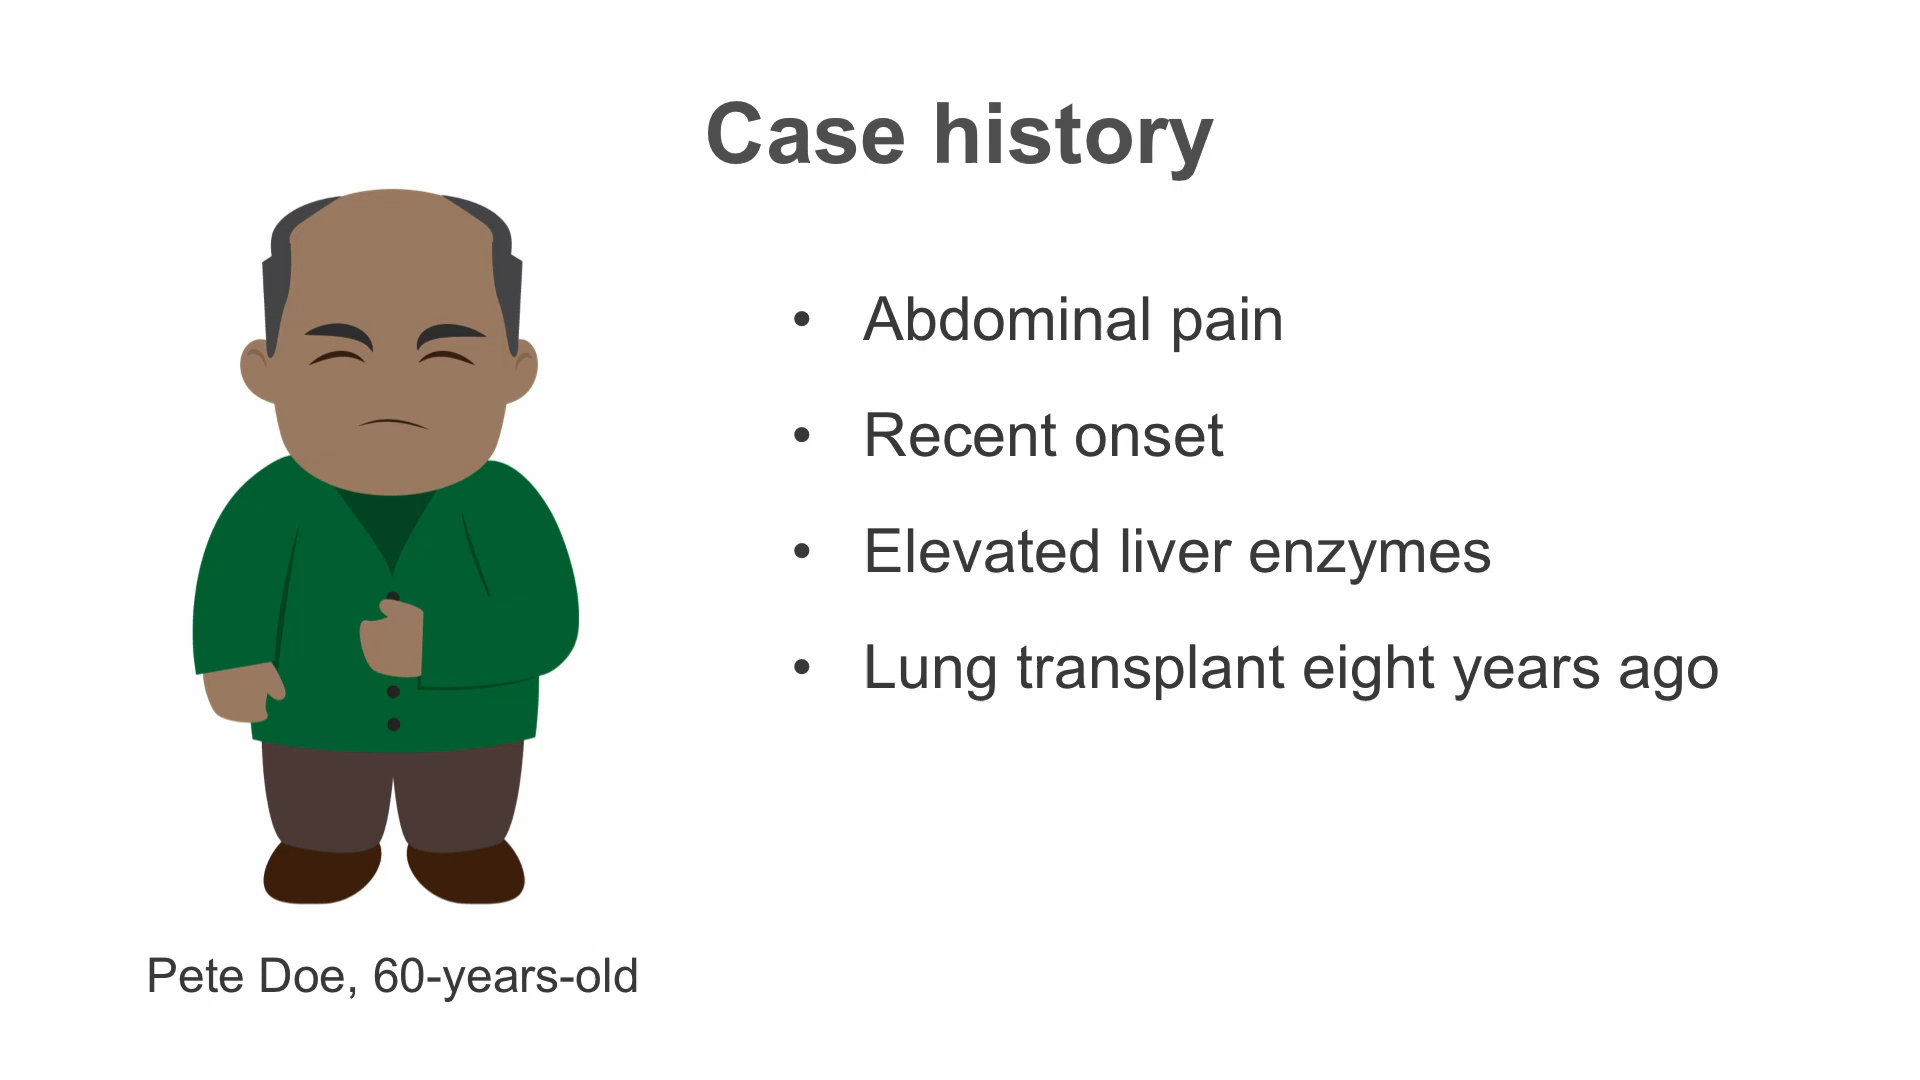 Case history
• Abdominal pain
• Recent onset
• Elevated liver enzymes
• Lung transplant eight years ago
Pete Doe, 60-years-old